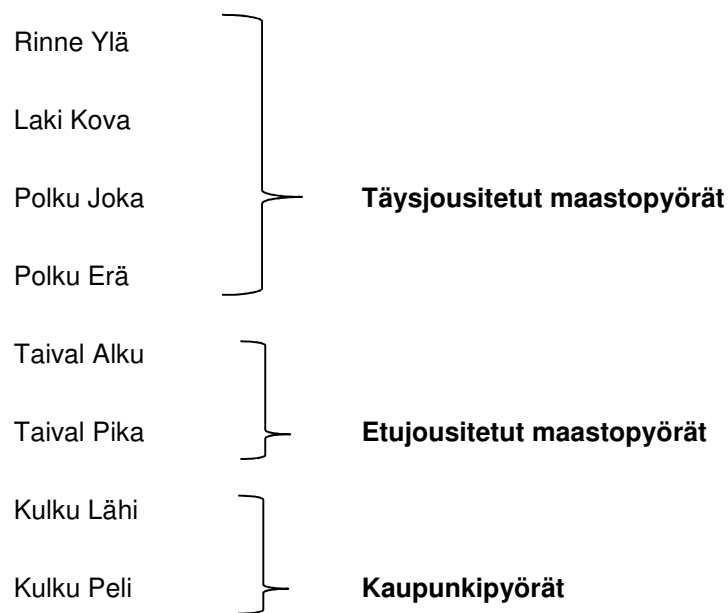 Rinne Ylä
Laki Kova
Polku Joka
Täysjousitetut maastopyörät
Polku Erä
Taival Alku
Taival Pika
Etujousitetut maastopyörät
Kulku Lähi
Kulku Peli
Kaupunkipyörät